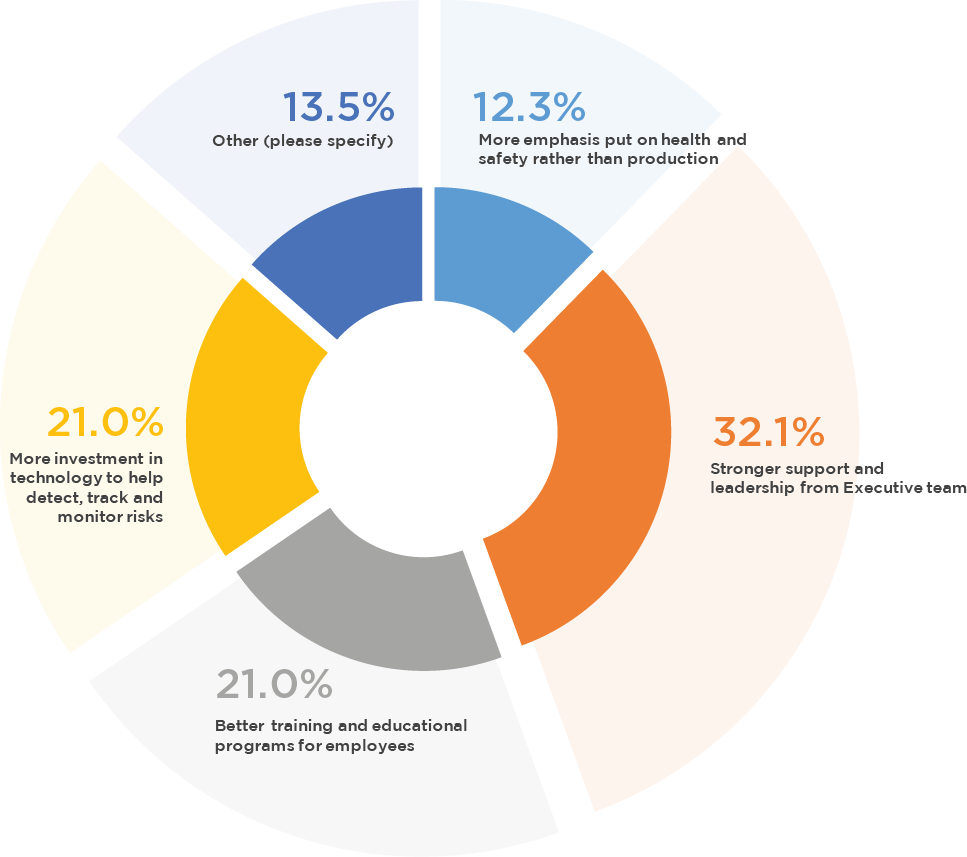 13.5%
Other (please specify)
12.3%
More emphasis put on health and
safety rather than production
32.1%
Stronger support and
leadership from Executive team
21.0%
Better training and educational
programs for employees
21.0%
More investment in
technology to help
detect, track and
monitor risks